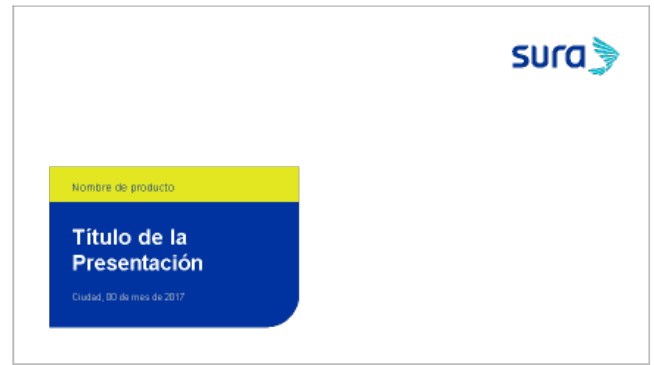 sura
Nombre de producto
Título de la
Presentación
Ciudad, 00 de mes de 2017